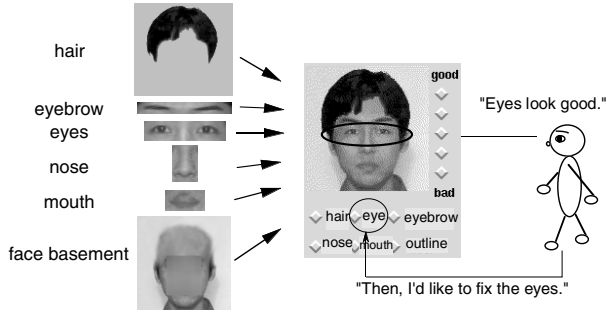 hair
eyebrow
eyes
nose
mouth
face basement
good
bad
hair eye eyebrow
nose mouth outline
"Eyes look good."
"Then, I'd like to fix the eyes."